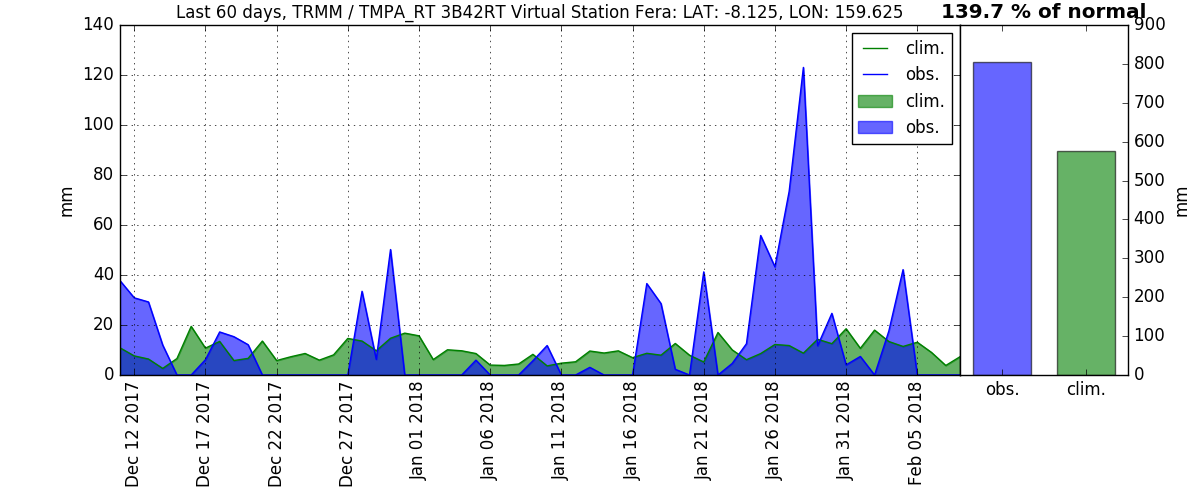 Last 60 days, TRMM / TMPA_RT 3B42RT Virtual Station Fera: LAT: -8.125, LON: 159.625
139.7 % of normal
140
120
100
80
60
40
20
0
mm
clim.
obs.
clim.
obs.
Dec 12 2017
Dec 17 2017
Dec 22 2017
Dec 27 2017
Jan 01 2018
Jan 06 2018
Jan 11 2018
Jan 16 2018
Jan 21 2018
Jan 26 2018
Jan 31 2018
Feb 05 2018
900
800
700
600
500
400
300
200
100
0
mm
obs.
clim.